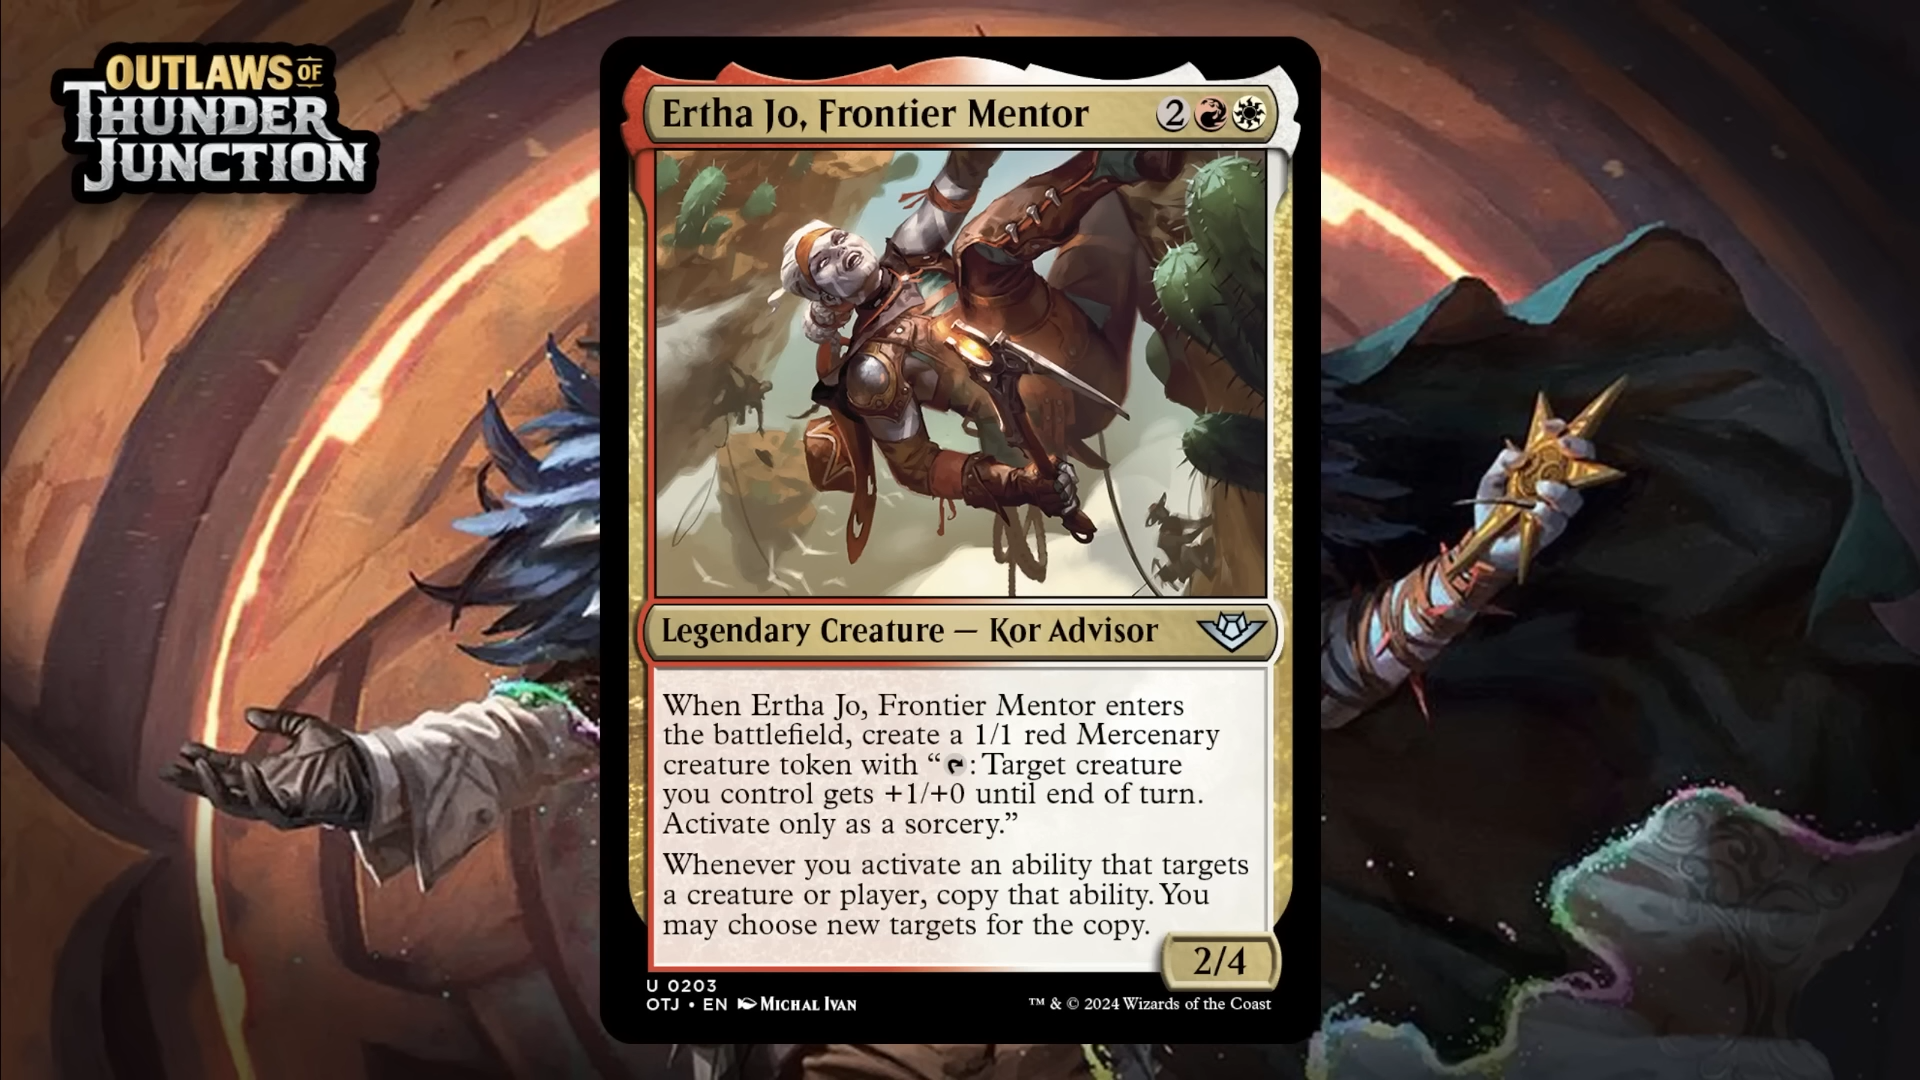 OUTLAWS OF
THUNDER
JUNCTION
Ertha Jo, Frontier Mentor 2
Legendary Creature — Kor Advisor
When Ertha Jo, Frontier Mentor enters
the battlefield, create a 1/1 red Mercenary
creature token with “: Target creature
you control gets +1/+0 until end of turn.
Activate only as a sorcery.”
Whenever you activate an ability that targets
a creature or player, copy that ability. You
may choose new targets for the copy.
2/4
U 0203
OTJ • EN MICHAL IVAN
™ & © 2024 Wizards of the Coast